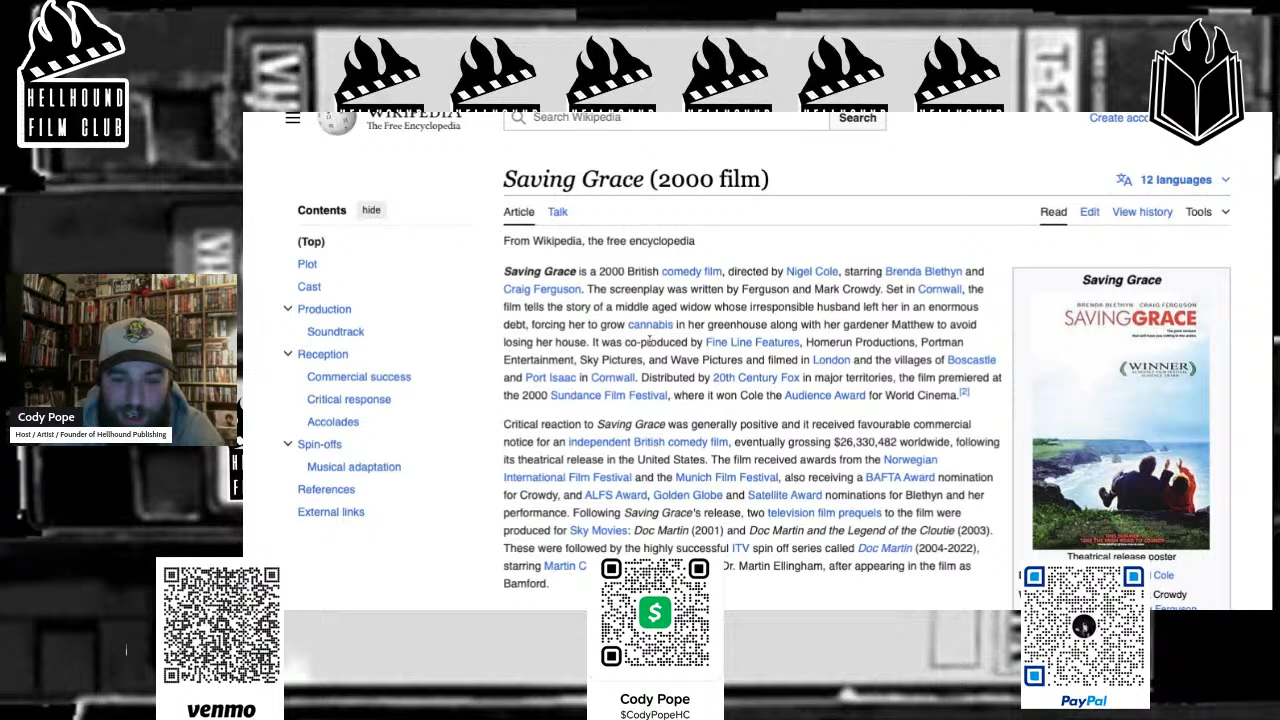 HELLHOUND
FILM CLUB
VH
T-12
WIKIPEDIA
The Free Encyclopedia
Search Wikipedia
Search
Create acco
Saving Grace (2000 film)
12 languages
Contents hide
Article Talk
Read Edit View history Tools
(Top)
From Wikipedia, the free encyclopedia
Plot
Cast
Production
Soundtrack
Reception
Commercial success
Critical response
Accolades
Spin-offs
Musical adaptation
References
External links
Saving Grace is a 2000 British comedy film, directed by Nigel Cole, starring Brenda Blethyn and
Craig Ferguson. The screenplay was written by Ferguson and Mark Crowdy. Set in Cornwall, the
film tells the story of a middle aged widow whose irresponsible husband left her in an enormous
debt, forcing her to grow cannabis in her greenhouse along with her gardener Matthew to avoid
losing her house. It was co-produced by Fine Line Features, Homerun Productions, Portman
Entertainment, Sky Pictures, and Wave Pictures and filmed in London and the villages of Boscastle
and Port Isaac in Cornwall. Distributed by 20th Century Fox in major territories, the film premiered at
the 2000 Sundance Film Festival, where it won Cole the Audience Award for World Cinema.[2]
Critical reaction to Saving Grace was generally positive and it received favourable commercial
notice for an independent British comedy film, eventually grossing $26,330,482 worldwide, following
its theatrical release in the United States. The film received awards from the Norwegian
International Film Festival and the Munich Film Festival, also receiving a BAFTA Award nomination
for Crowdy, and ALFS Award, Golden Globe and Satellite Award nominations for Blethyn and her
performance. Following Saving Grace's release, two television film prequels to the film were
produced for Sky Movies: Doc Martin (2001) and Doc Martin and the Legend of the Cloutie (2003).
These were followed by the highly successful ITV spin off series called Doc Martin (2004-2022),
starring Martin C Dr. Martin Ellingham, after appearing in the film as
Bamford.
Saving Grace
BRENDA BLETHYN CRAIG FERGUSON
SAVINGGRACE
WINNER
Theatrical release poster
l Cole
Crowdy
Ferguson
Cody Pope
Host / Artist / Founder of Hellhound Publishing
venmo
$
Cody Pope
$CodyPopeHC
PayPal